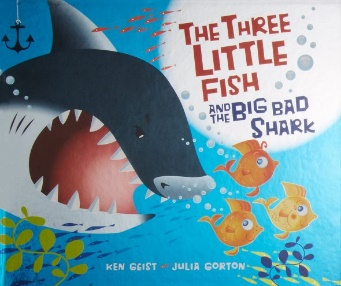 THE THREE
LITTLE
FISH
AND THE BIG BAD
SHARK
KEN GEIST JULIA GORTON